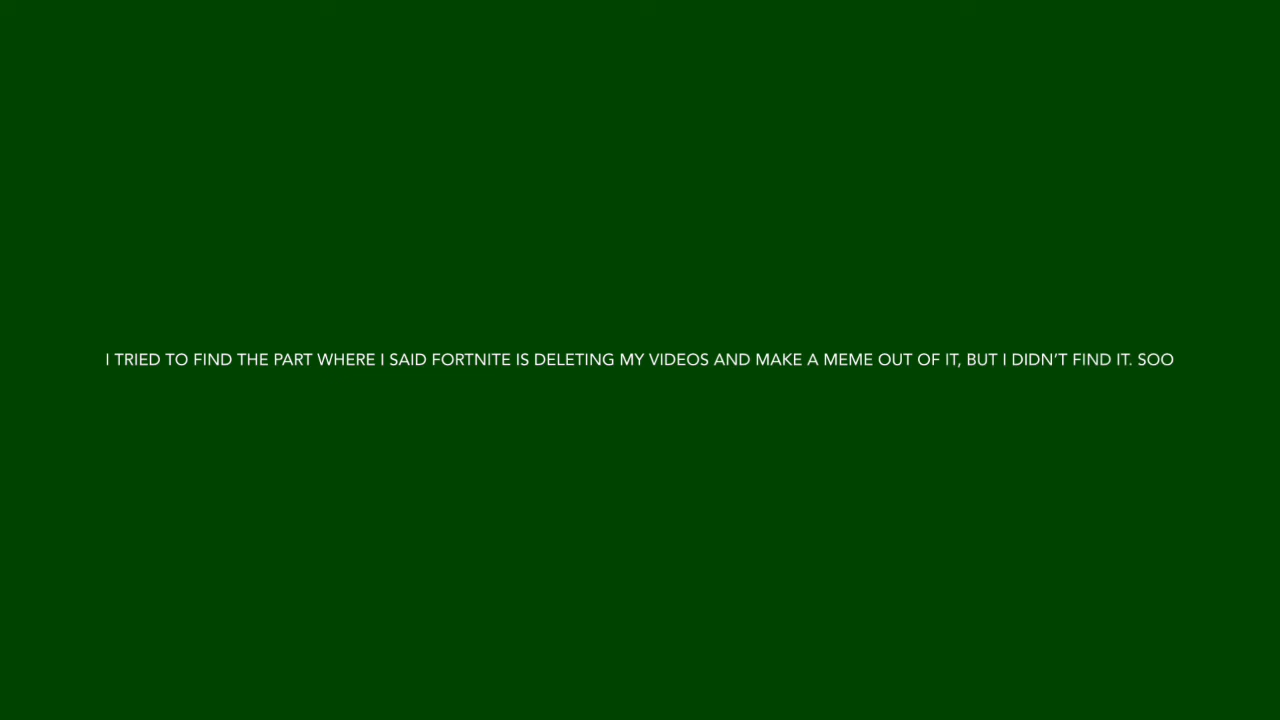 I TRIED TO FIND THE PART WHERE I SAID FORTNITE IS DELETING MY VIDEOS AND MAKE A MEME OUT OF IT, BUT I DIDN’T FIND IT. SOO